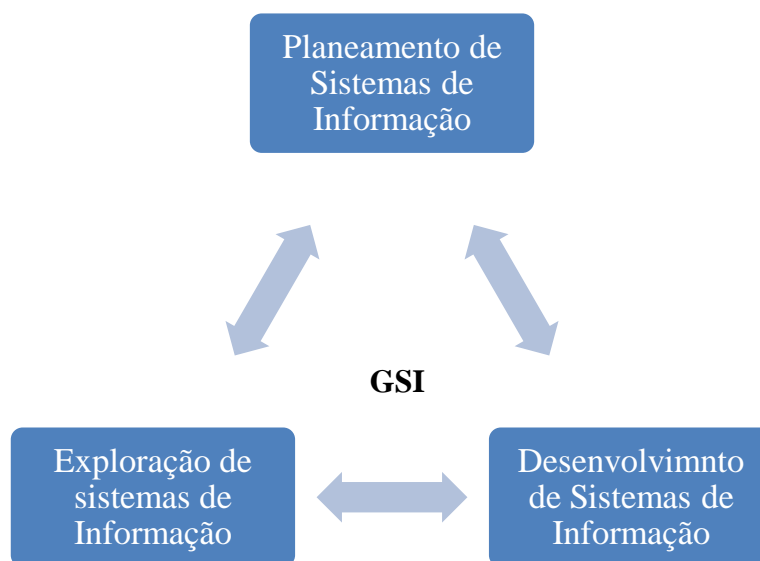 Planeamento de
Sistemas de
Informação
GSI
Exploração de
sistemas de
Informação
Desenvolvimnto
de Sistemas de
Informação